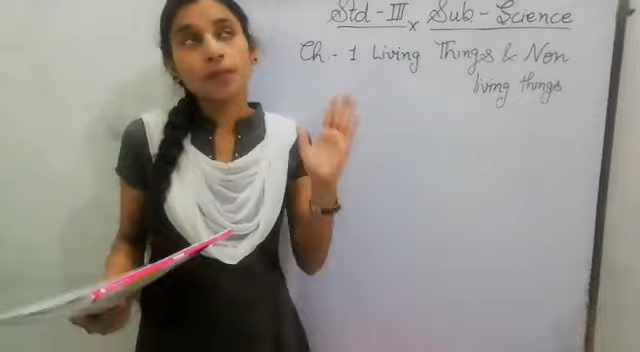 Std - III, Sub - Science
Ch. - 1 Living Things & Non
living things